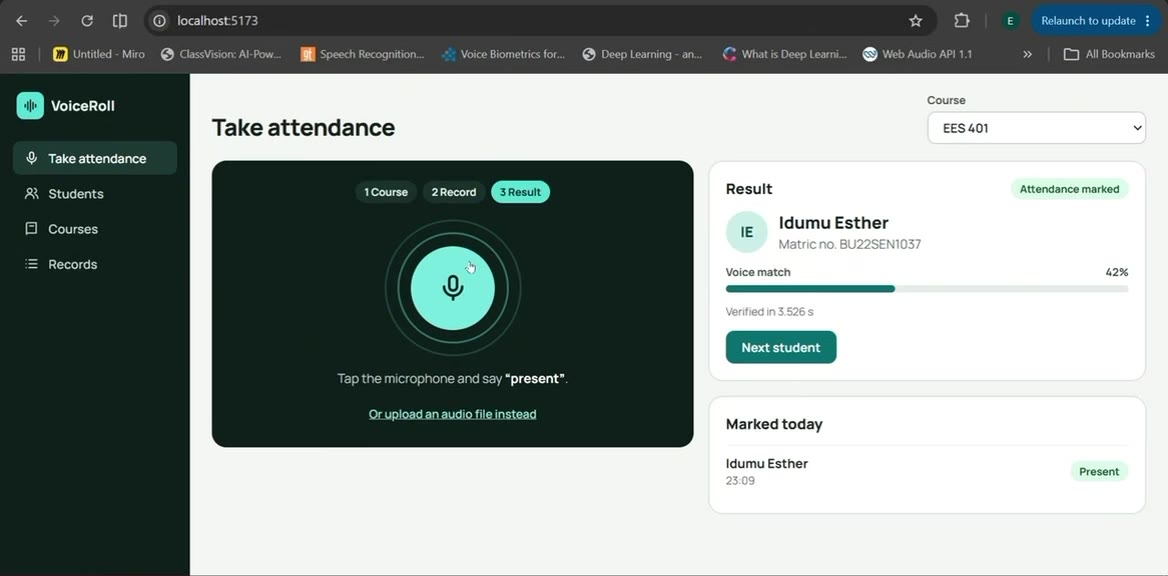 localhost:5173
E
Relaunch to update
Untitled - Miro
ClassVision: AI-Pow...
gt
Speech Recognition...
Voice Biometrics for...
Deep Learning - an...
What is Deep Learni...
Web Audio API 1.1
»
All Bookmarks
VoiceRoll
Take attendance
Students
Courses
Records
Take attendance
Course
EES 401
1 Course
2 Record
3 Result
Tap the microphone and say “present”.
Or upload an audio file instead
Result
Attendance marked
IE
Idumu Esther
Matric no. BU22SEN1037
Voice match
42%
Verified in 3.526 s
Next student
Marked today
Idumu Esther
23:09
Present